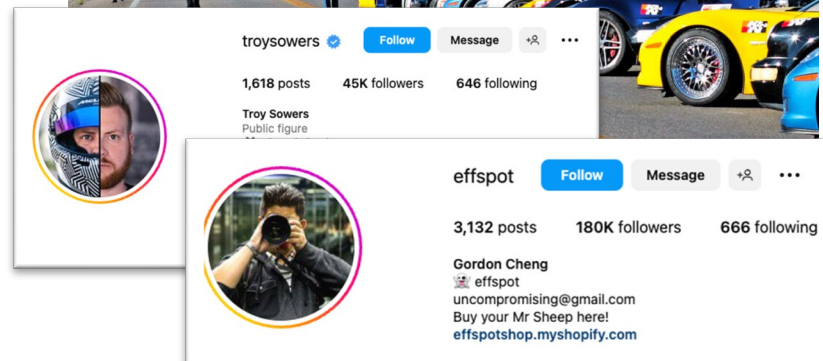 troysowers Follow Message
1,618 posts 45K followers 646 following
Troy Sowers
Public figure
effspot Follow Message
3,132 posts 180K followers 666 following
Gordon Cheng
👻 effspot
uncompromising@gmail.com
Buy your Mr Sheep here!
effspotshop.myshopify.com